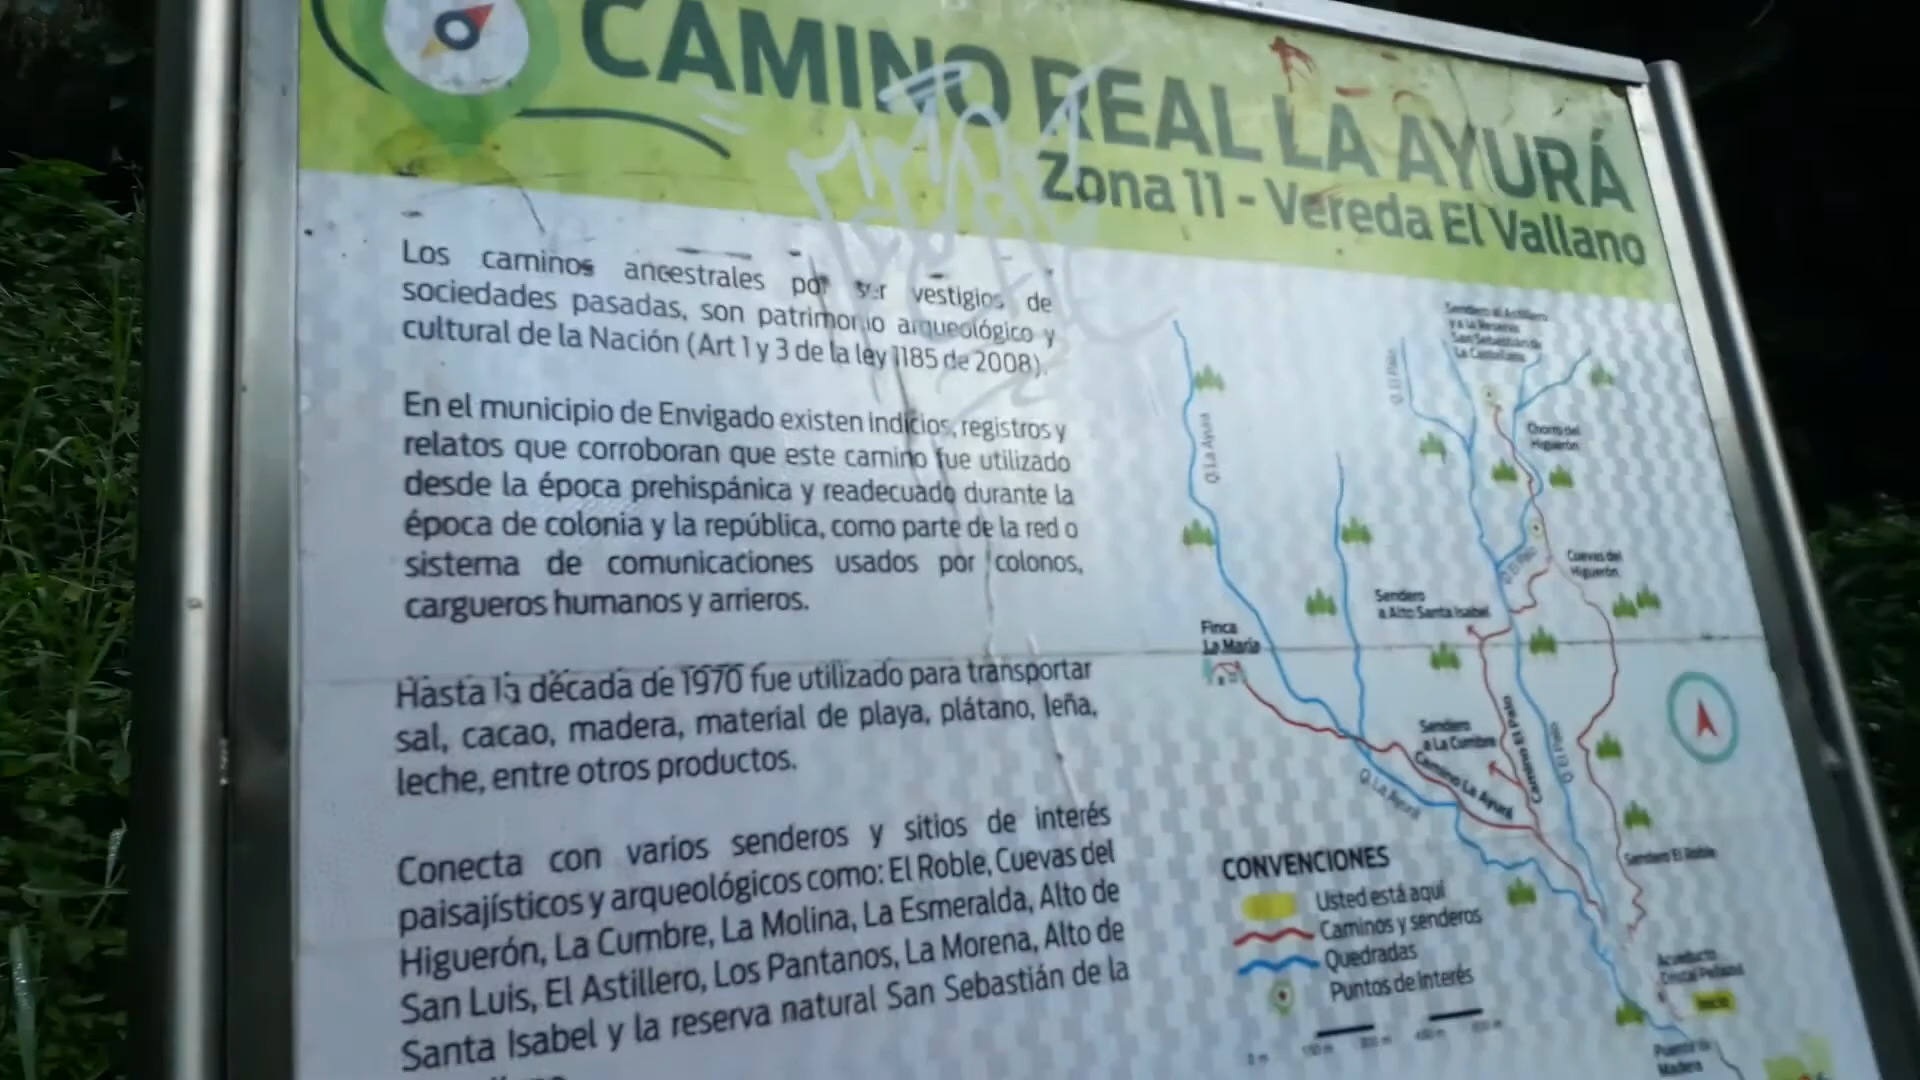 CAMINO REAL LA AYURÁ
Zona 11 - Vereda El Vallano
Los caminos ancestrales por ser vestigios de
sociedades pasadas, son patrimonio arqueológico y
cultural de la Nación (Art 1 y 3 de la ley 1185 de 2008).
En el municipio de Envigado existen indicios, registros y
relatos que corroboran que este camino fue utilizado
desde la época prehispánica y readecuado durante la
época de colonia y la república, como parte de la red o
sistema de comunicaciones usados por colonos,
cargueros humanos y arrieros.
Hasta la década de 1970 fue utilizado para transportar
sal, cacao, madera, material de playa, plátano, leña,
leche, entre otros productos.
Conecta con varios senderos y sitios de interés
paisajísticos y arqueológicos como: El Roble, Cuevas del
Higuerón, La Cumbre, La Molina, La Esmeralda, Alto de
San Luis, El Astillero, Los Pantanos, La Morena, Alto de
Santa Isabel y la reserva natural San Sebastián de la
Sendero al Astillero
y a la Reserva
San Sebastián de
La Castellana
Q. La Ayurá
Chorro del
Higuerón
Cuevas del
Higuerón
Sendero
a Alto Santa Isabel
Finca
La María
Sendero
a La Cumbre
Camino El Palo
Camino La Ayurá
Q. La Ayurá
Sendero El Roble
Acueducto
Inicio
Puente de
Madera
CONVENCIONES
Usted está aquí
Caminos y senderos
Quedradas
Puntos de interés
0 m